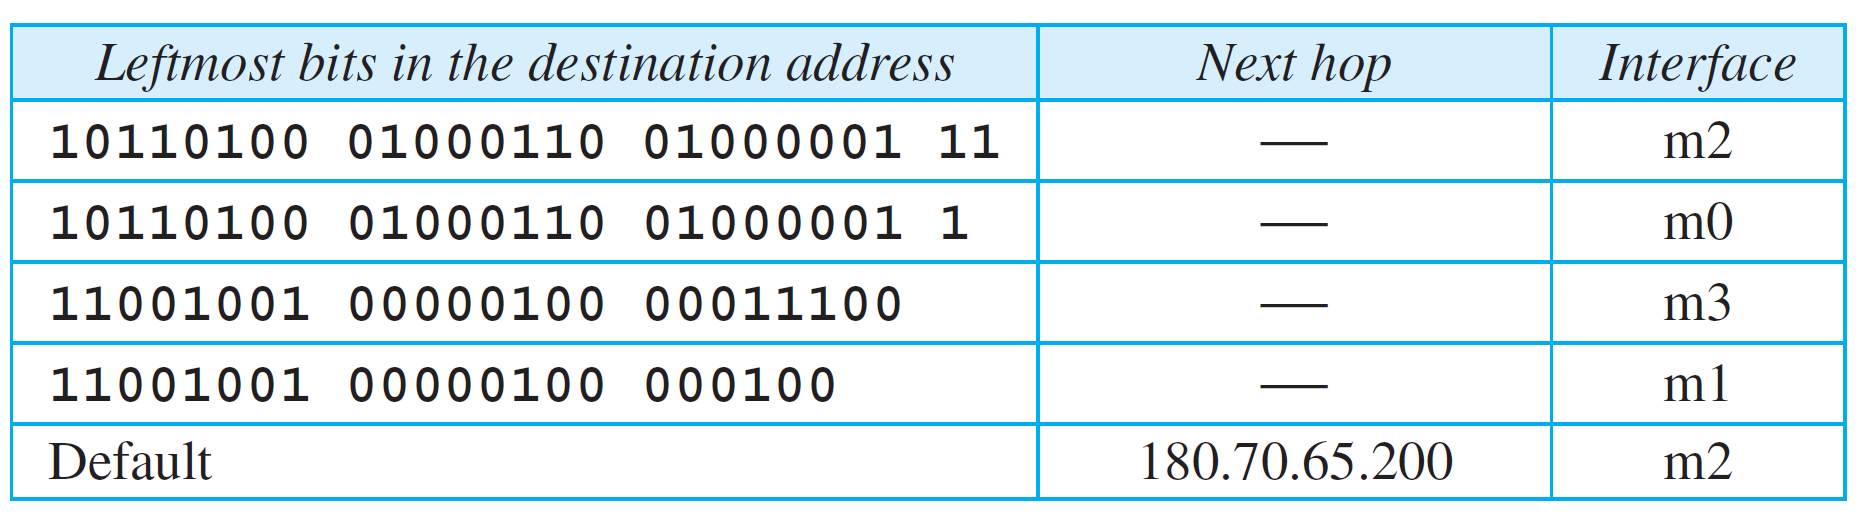 Leftmost bits in the destination address Next hop Interface
10110100 01000110 01000001 11 — m2
10110100 01000110 01000001 1 — m0
11001001 00000100 00011100 — m3
11001001 00000100 000100 — m1
Default 180.70.65.200 m2